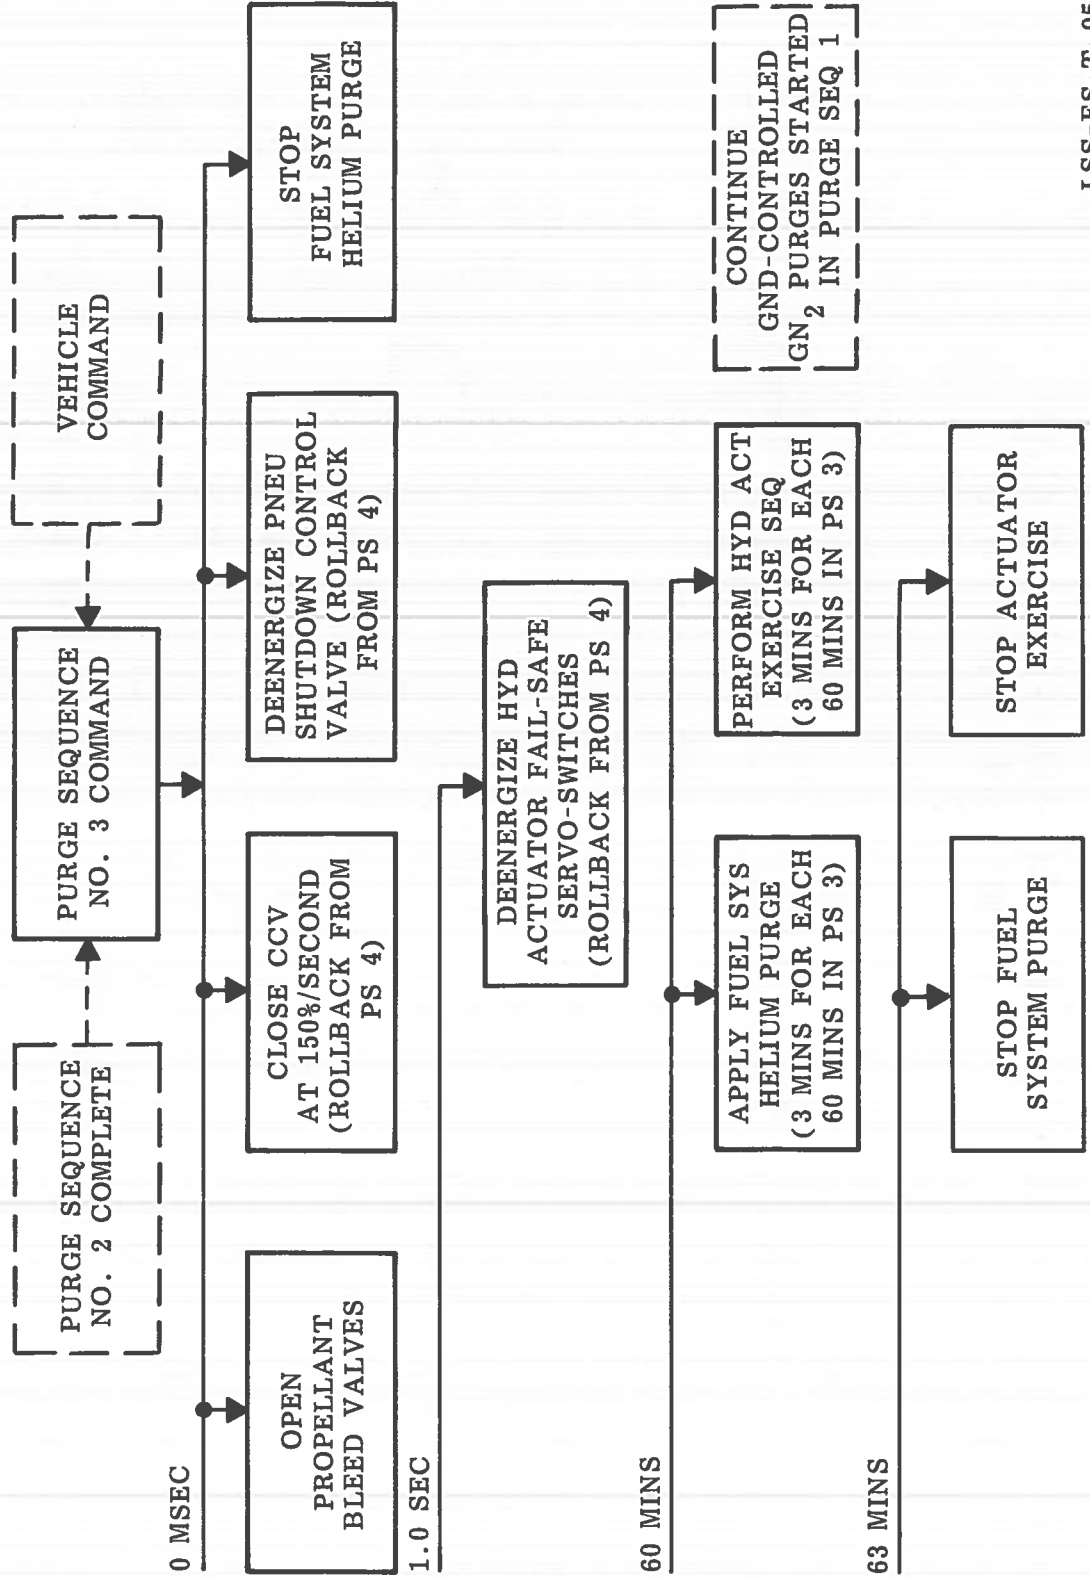 PURGE SEQUENCE
NO. 2 COMPLETE
PURGE SEQUENCE
NO. 3 COMMAND
VEHICLE
COMMAND
0 MSEC
OPEN
PROPELLANT
BLEED VALVES
CLOSE CCV
AT 150%/SECOND
(ROLLBACK FROM
PS 4)
DEENERGIZE PNEU
SHUTDOWN CONTROL
VALVE (ROLLBACK
FROM PS 4)
STOP
FUEL SYSTEM
HELIUM PURGE
1.0 SEC
DEENERGIZE HYD
ACTUATOR FAIL-SAFE
SERVO-SWITCHES
(ROLLBACK FROM PS 4)
60 MINS
APPLY FUEL SYS
HELIUM PURGE
(3 MINS FOR EACH
60 MINS IN PS 3)
PERFORM HYD ACT
EXERCISE SEQ
(3 MINS FOR EACH
60 MINS IN PS 3)
CONTINUE
GND-CONTROLLED
GN2 PURGES STARTED
IN PURGE SEQ 1
63 MINS
STOP FUEL
SYSTEM PURGE
STOP ACTUATOR
EXERCISE